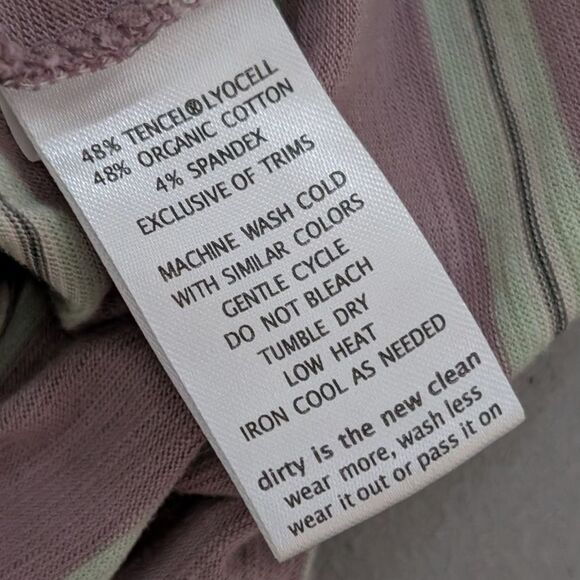 48% TENCEL®LYOCELL
48% ORGANIC COTTON
4% SPANDEX
EXCLUSIVE OF TRIMS
MACHINE WASH COLD
WITH SIMILAR COLORS
GENTLE CYCLE
DO NOT BLEACH
TUMBLE DRY
LOW HEAT
IRON COOL AS NEEDED
dirty is the new clean
wear more, wash less
wear it out or pass it on